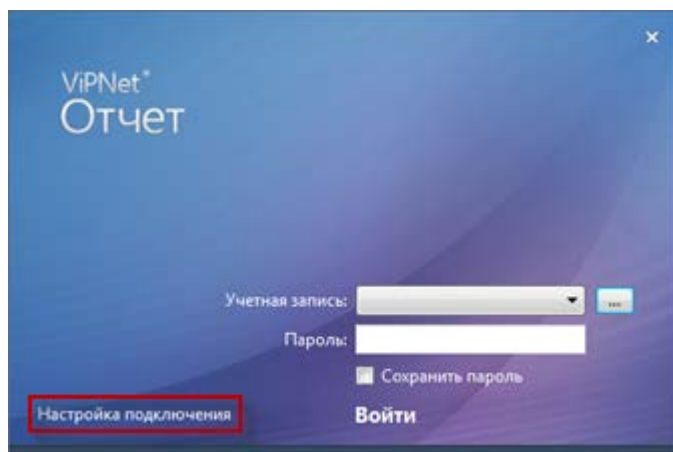 ViPNet®
Отчет
Учетная запись:
...
Пароль:
Сохранить пароль
Настройка подключения
Войти